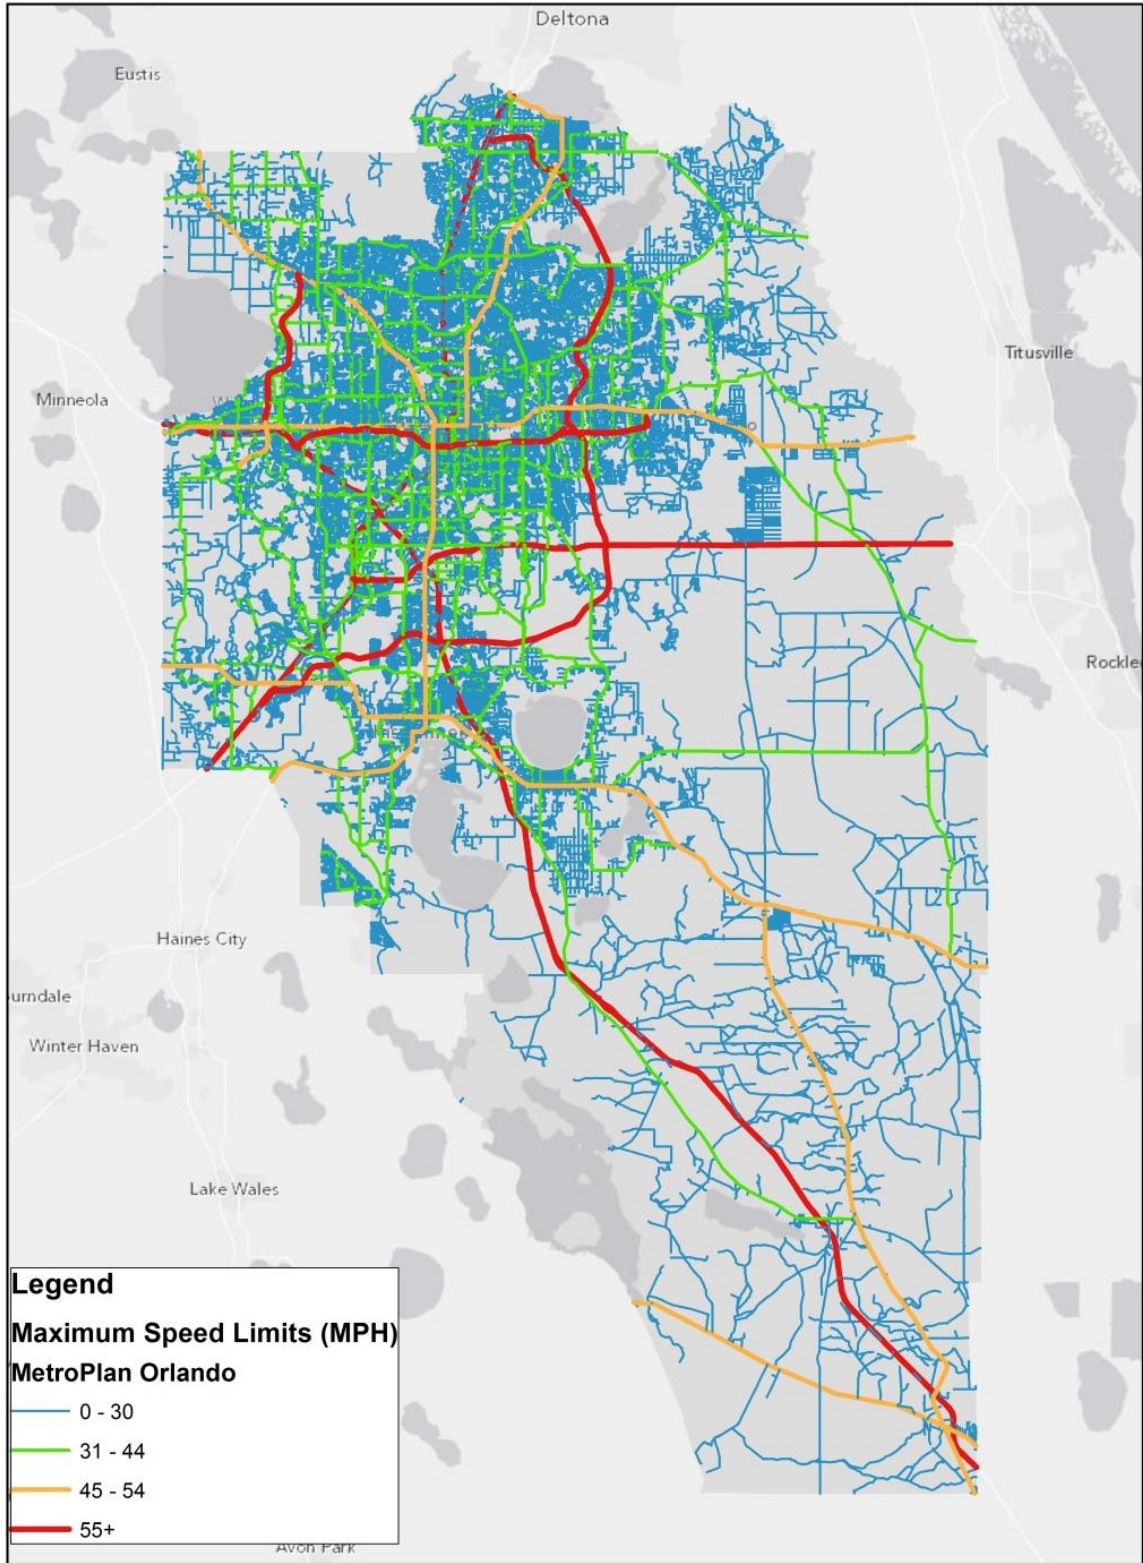 Deltona
Eustis
Titusville
Minneola
Rockle
Haines City
urndale
Winter Haven
Lake Wales
Legend
Maximum Speed Limits (MPH)
MetroPlan Orlando
0 - 30
31 - 44
45 - 54
55+
Avon Park